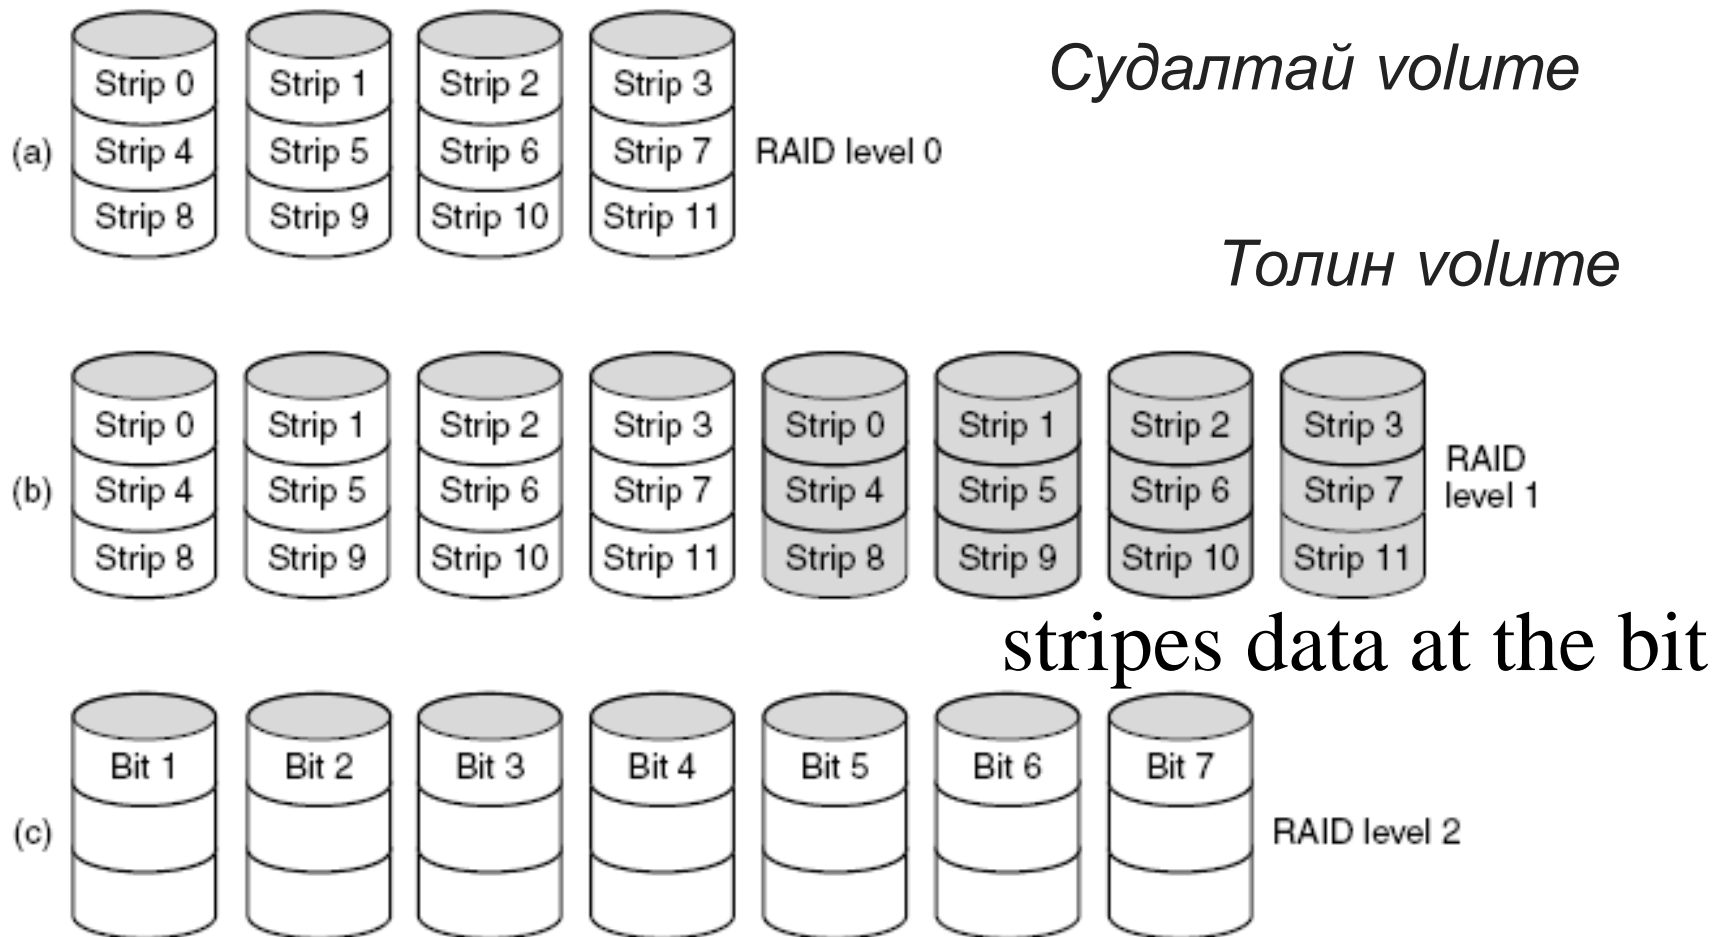 Судалтай volume
Strip 0 Strip 1 Strip 2 Strip 3
(a) Strip 4 Strip 5 Strip 6 Strip 7 RAID level 0
Strip 8 Strip 9 Strip 10 Strip 11
Толин volume
Strip 0 Strip 1 Strip 2 Strip 3 Strip 0 Strip 1 Strip 2 Strip 3
RAID
(b) Strip 4 Strip 5 Strip 6 Strip 7 Strip 4 Strip 5 Strip 6 Strip 7 level 1
Strip 8 Strip 9 Strip 10 Strip 11 Strip 8 Strip 9 Strip 10 Strip 11
stripes data at the bit
Bit 1 Bit 2 Bit 3 Bit 4 Bit 5 Bit 6 Bit 7
(c) RAID level 2